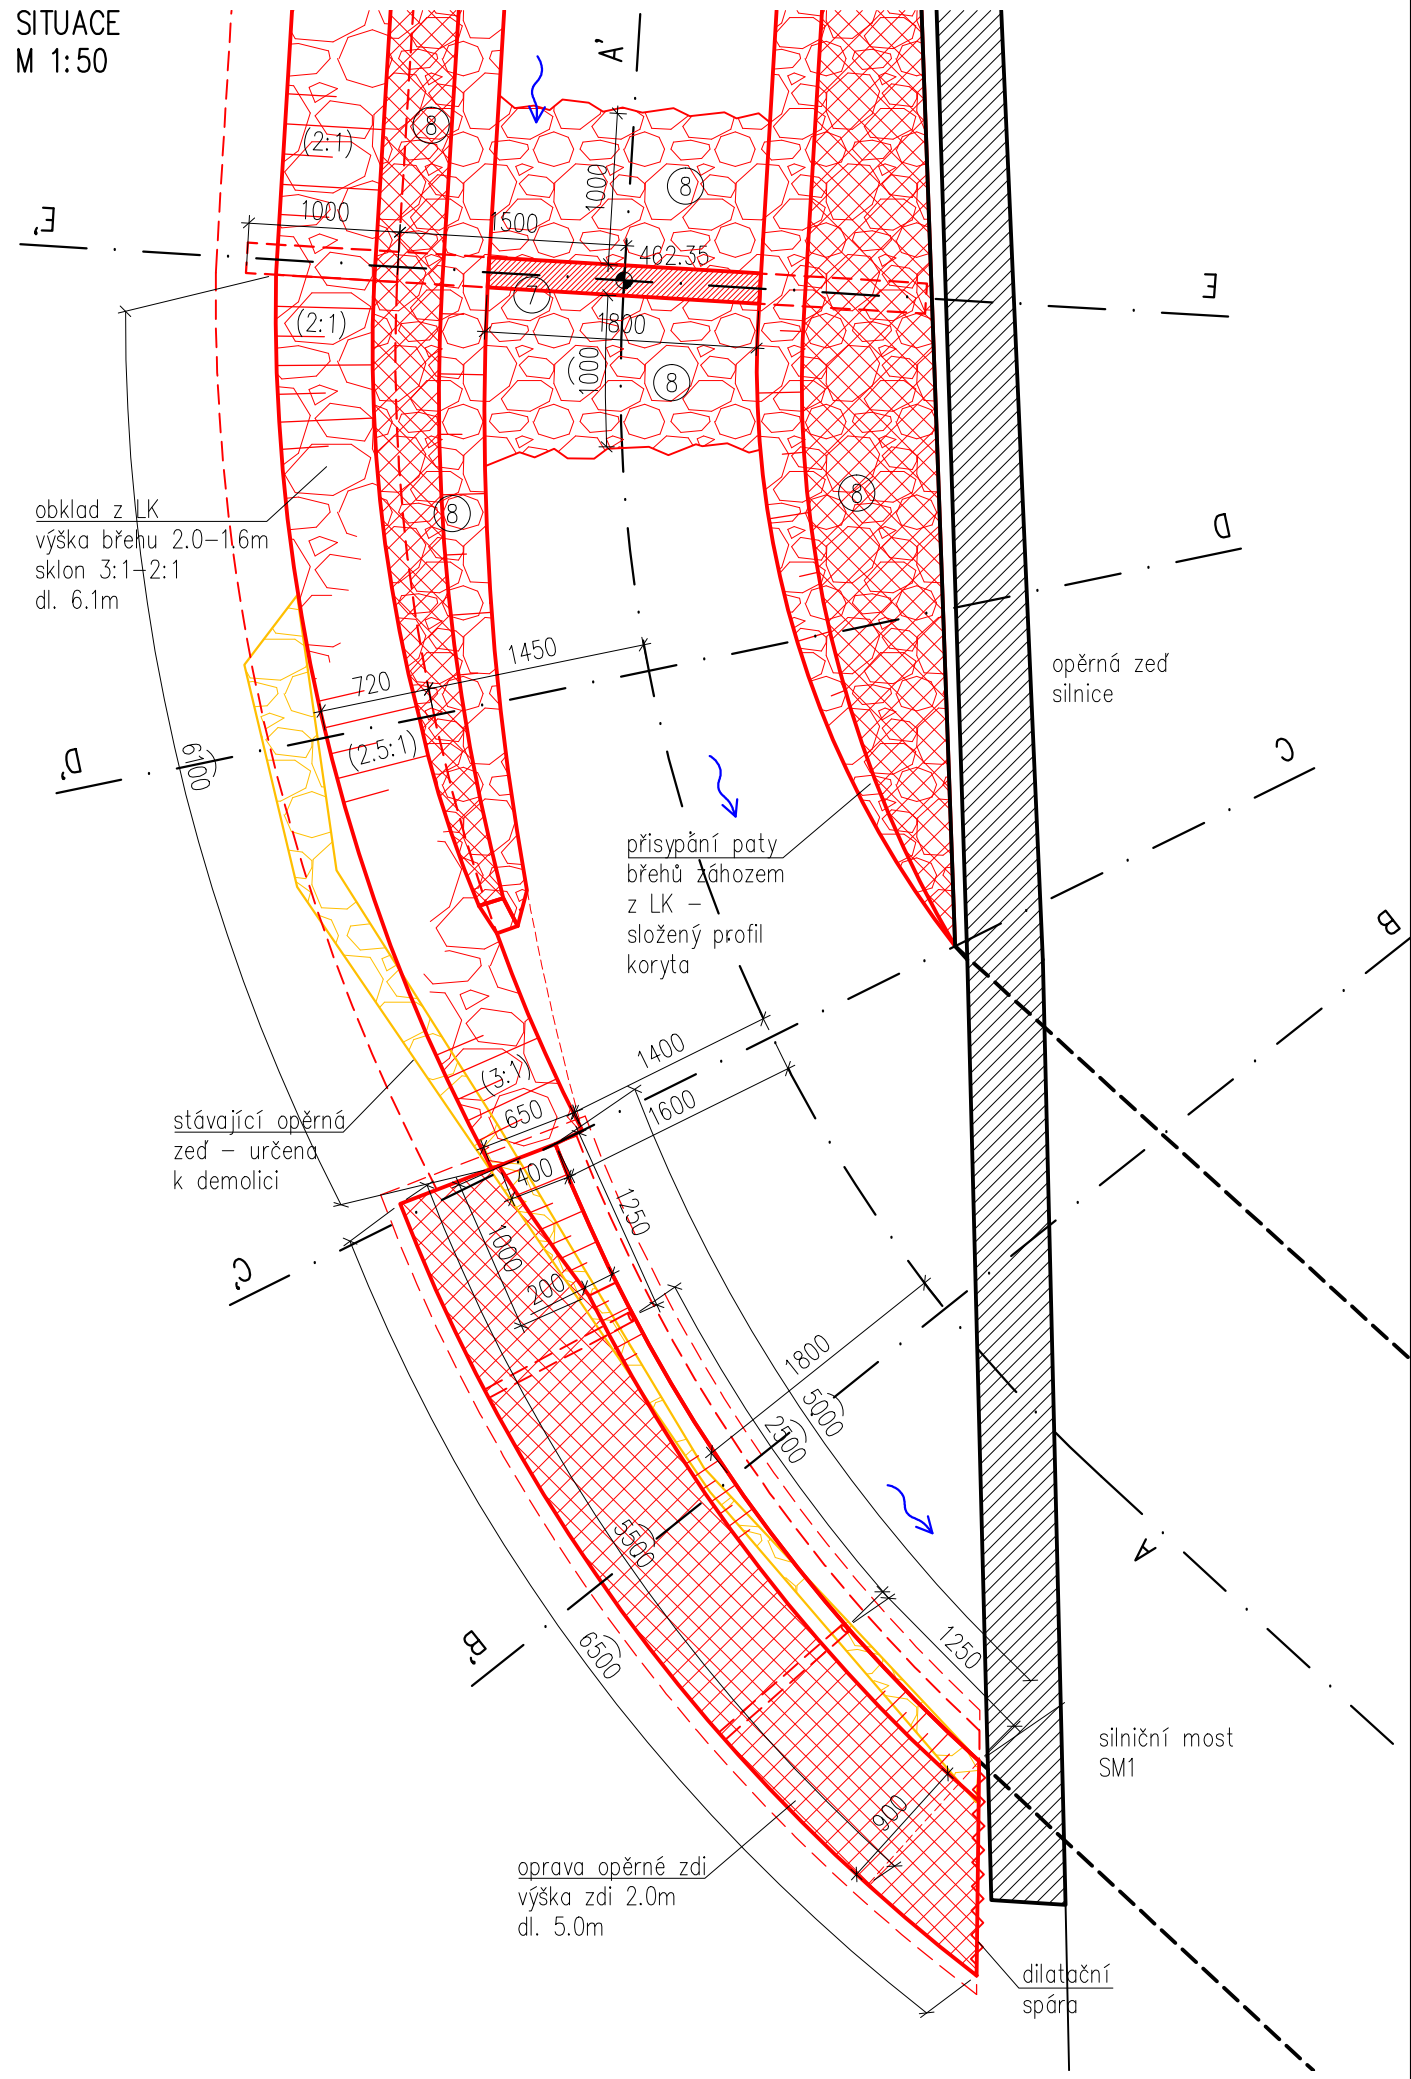 SITUACE
M 1:50
A'
8
(2:1)
1000
8
E'
1000
1500
462.35
E
7
(2:1)
1800
1000
8
8
8
obklad z LK
výška břehu 2.0-1.6m
sklon 3:1-2:1
dl. 6.1m
D
1450
opěrná zeď
silnice
720
(2.5:1)
D'
6100
C
přisypání paty
břehů záhozem
z LK -
složený profil
koryta
B
1400
(3:1)
650
1600
stávající opěrná
zeď - určena
k demolici
400
1250
1000
C'
200
1800
5000
2500
5500
A
B'
6500
1250
silniční most
SM1
900
oprava opěrné zdi
výška zdi 2.0m
dl. 5.0m
dilatační
spára